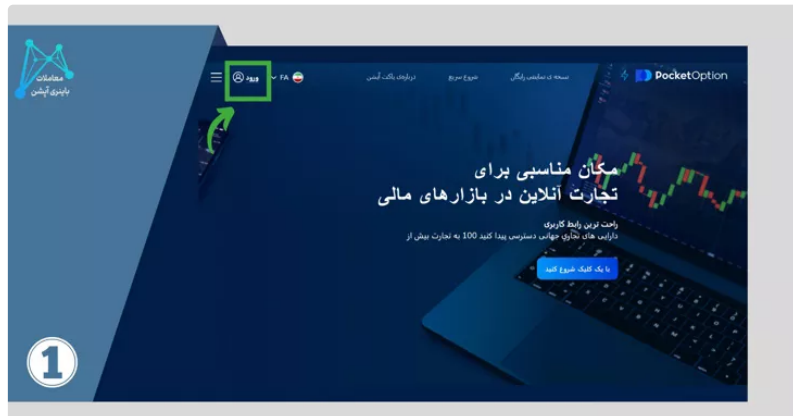 معاملات
باینری آپشن
PocketOption
نسخه ی نمایشی رایگان
شروع سریع
درباره‌ی پاکت آپشن
FA
ورود
مکان مناسبی برای
تجارت آنلاین در بازارهای مالی
راحت ترین رابط کاربری
دارایی های تجاری جهانی دسترسی پیدا کنید 100 به تجارت بیش از
با یک کلیک شروع کنید
1